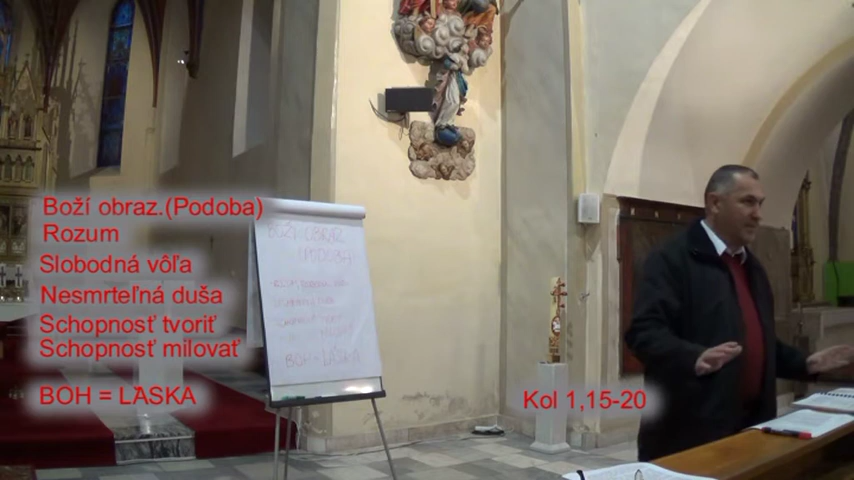 Boží obraz.(Podoba)
Rozum
Slobodná vôľa
Nesmrteľná duša
Schopnosť tvoriť
Schopnosť milovať
BOH = LÁSKA
Kol 1,15-20
BOŽÍ OBRAZ
(PODOBA)
BOH = LÁSKA